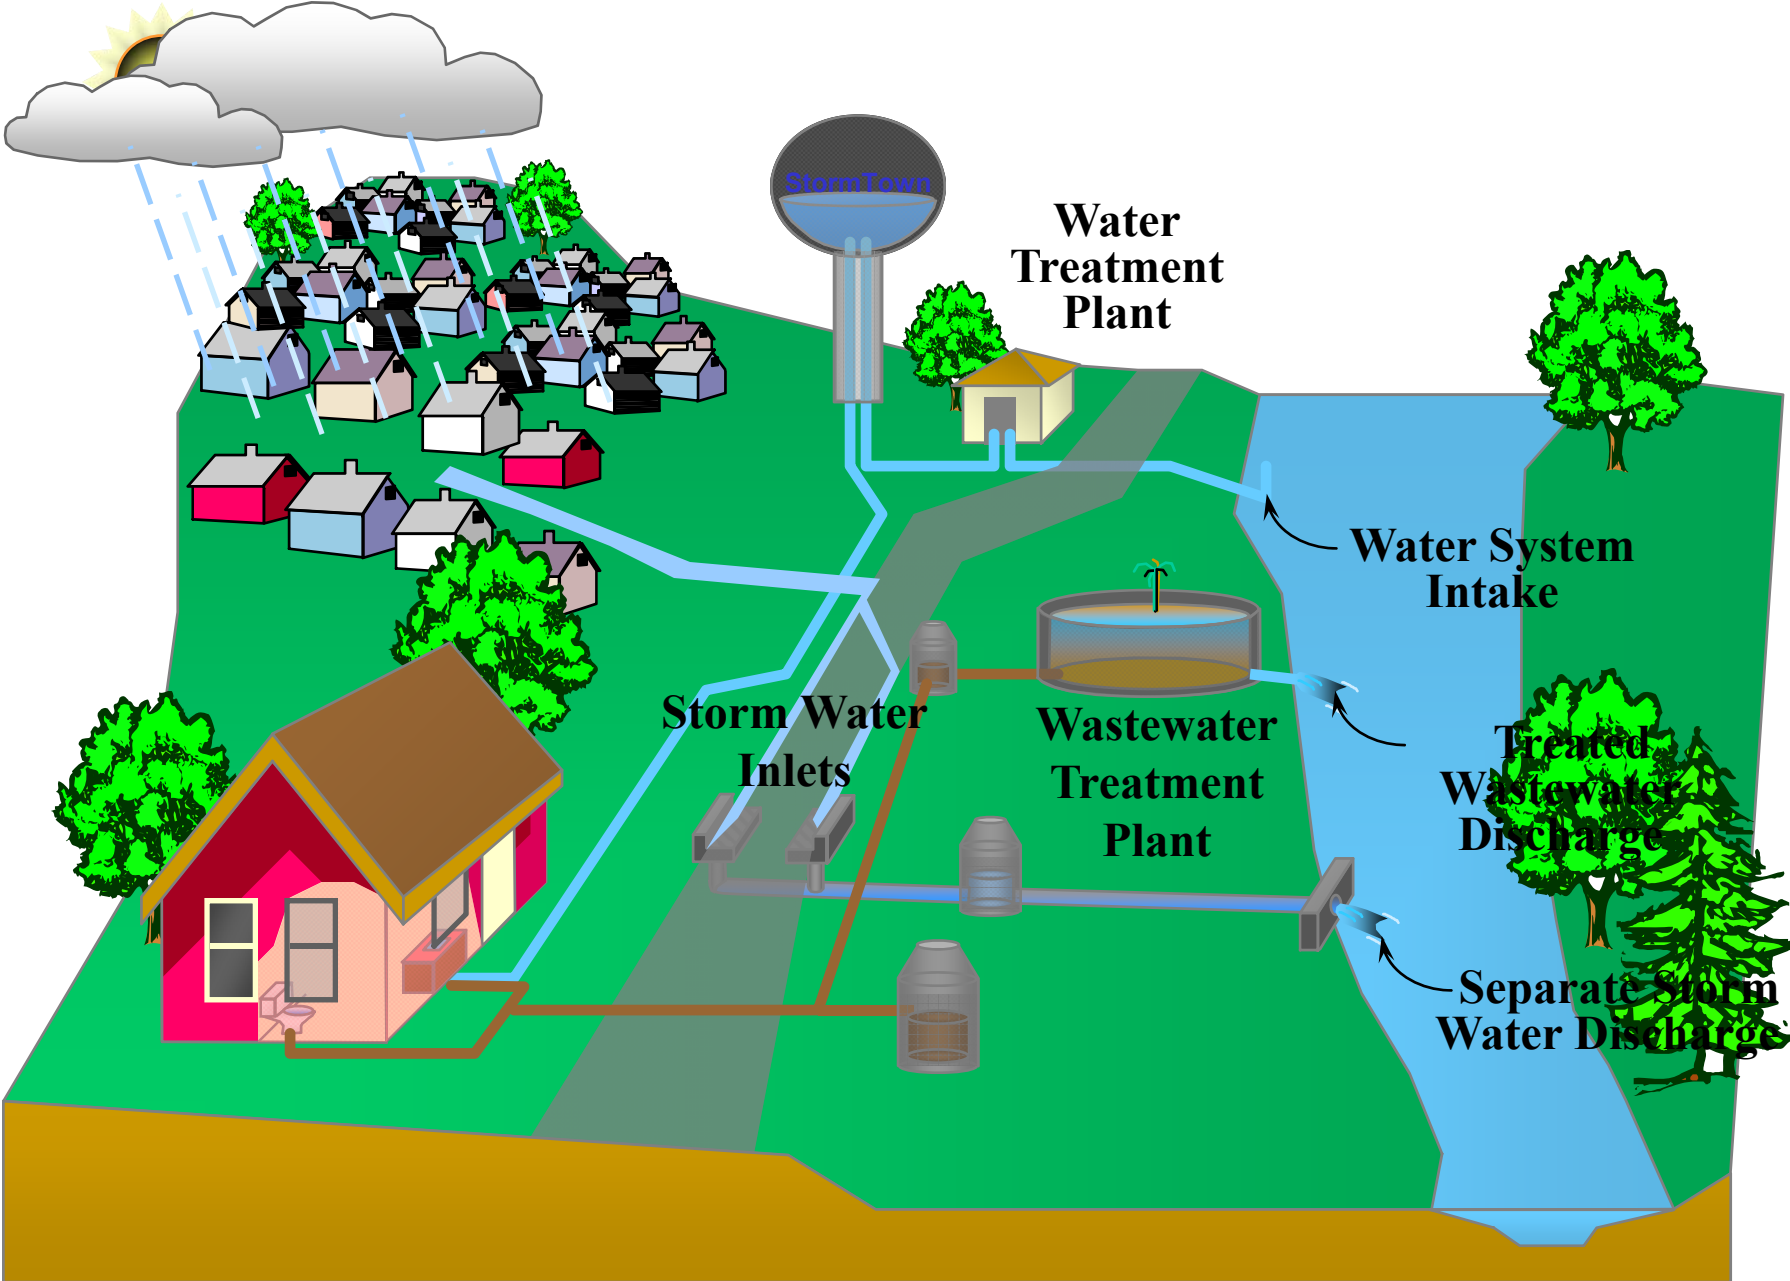 StormTown
Water
Treatment
Plant
Water System
Intake
Storm Water
Inlets
Wastewater
Treatment
Plant
Treated
Wastewater
Discharge
Separate Storm
Water Discharge